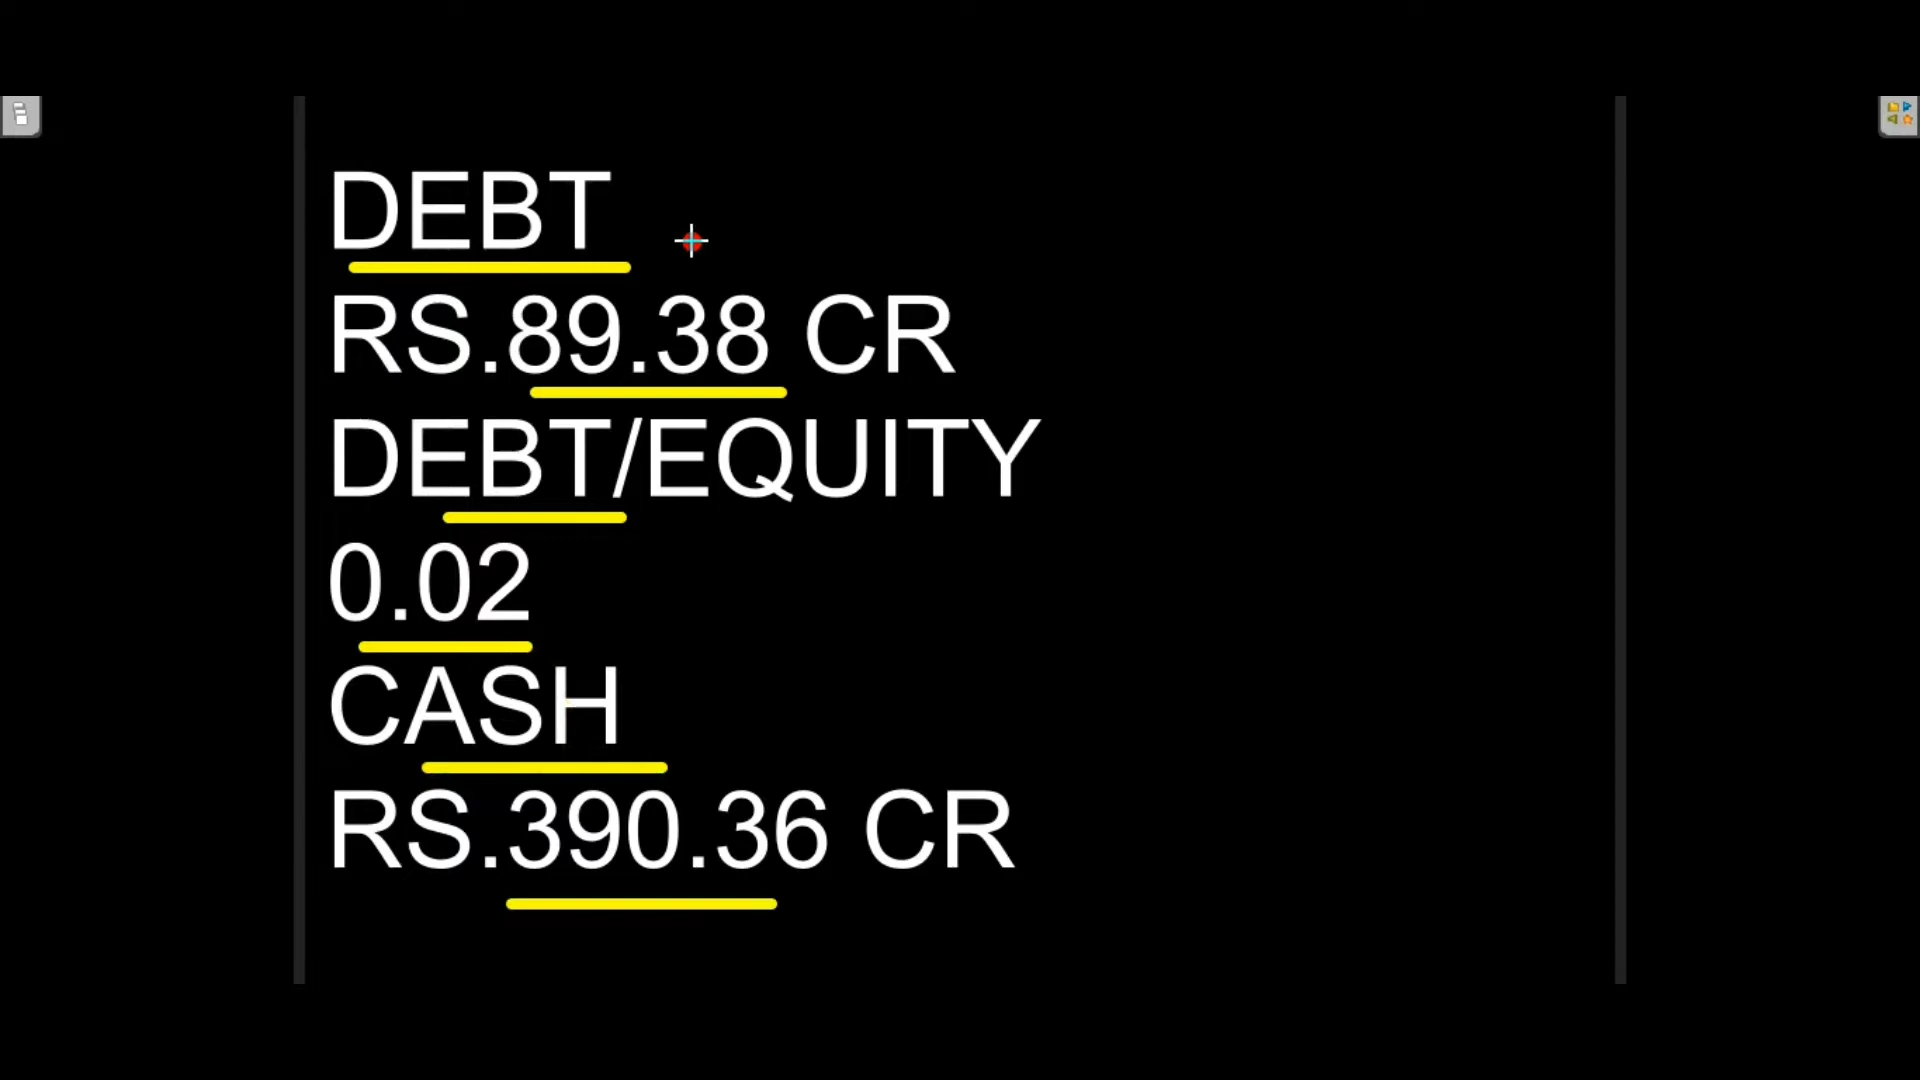 DEBT
RS.89.38 CR
DEBT/EQUITY
0.02
CASH
RS.390.36 CR